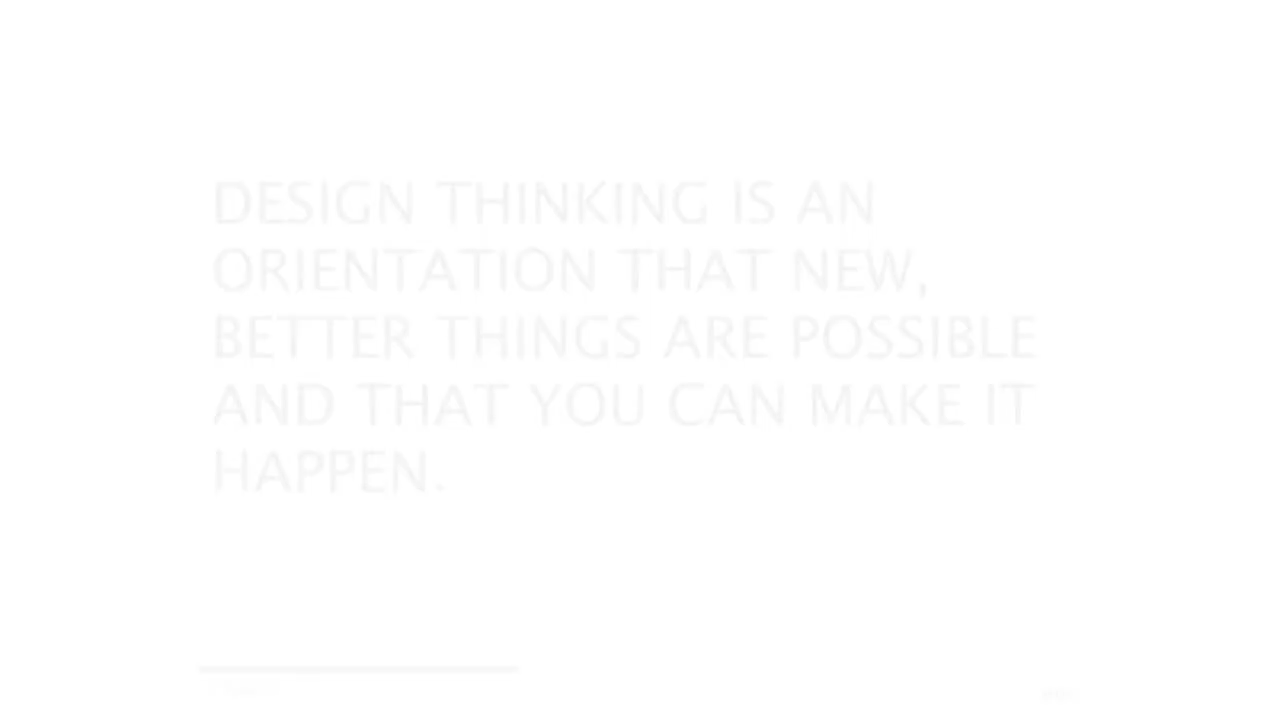 DESIGN THINKING IS AN
ORIENTATION THAT NEW,
BETTER THINGS ARE POSSIBLE
AND THAT YOU CAN MAKE IT
HAPPEN.